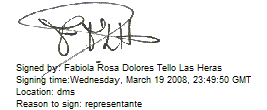 Signed by: Fabiola Rosa Dolores Tello Las Heras
Signing time:Wednesday, March 19 2008, 23:49:50 GMT
Location: dms
Reason to sign: representante